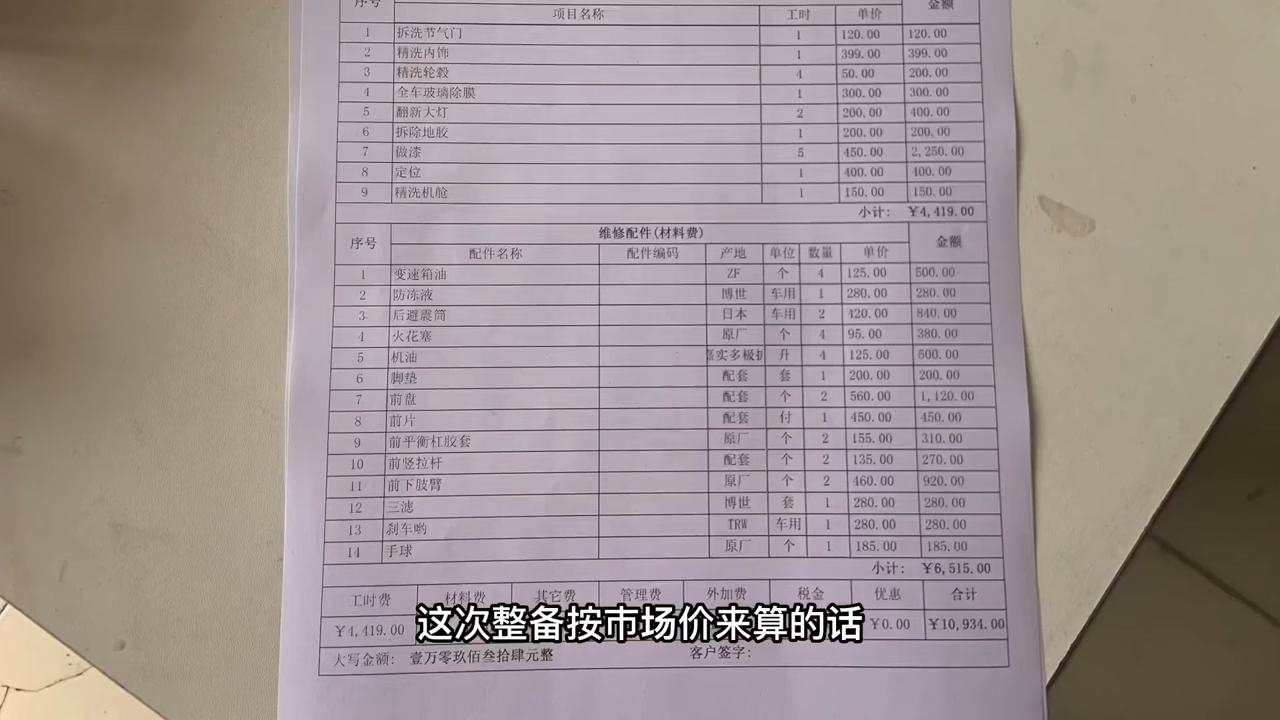 序号 金额
项目名称 工时 单价
1 拆洗节气门 1 120.00 120.00
2 精洗内饰 1 399.00 399.00
3 精洗轮毂 4 50.00 200.00
4 全车玻璃除膜 1 300.00 300.00
5 翻新大灯 2 200.00 400.00
6 拆除地胶 1 200.00 200.00
7 做漆 5 450.00 2,250.00
8 定位 1 400.00 400.00
9 精洗机舱 1 150.00 150.00
小计: ¥4,419.00
序号 维修配件(材料费) 金额
配件名称 配件编码 产地 单位 数量 单价
1 变速箱油 ZF 个 4 125.00 500.00
2 防冻液 博世 车用 1 280.00 280.00
3 后避震筒 日本 车用 2 420.00 840.00
4 火花塞 原厂 个 4 95.00 380.00
5 机油 实多极 升 4 125.00 500.00
6 脚垫 配套 套 1 200.00 200.00
7 前盘 配套 个 2 560.00 1,120.00
8 前片 配套 付 1 450.00 450.00
9 前平衡杠胶套 原厂 个 2 155.00 310.00
10 前竖拉杆 配套 个 2 135.00 270.00
11 前下肢臂 原厂 个 2 460.00 920.00
12 三滤 博世 套 1 280.00 280.00
13 刹车哟 TRW 车用 1 280.00 280.00
14 手球 原厂 个 1 185.00 185.00
小计: ¥6,515.00
工时费 材料费 其它费 管理费 外加费 税金 优惠 合计
¥4,419.00 ¥0.00 ¥10,934.00
这次整备按市场价来算的话
大写金额: 壹万零玖佰叁拾肆元整 客户签字: